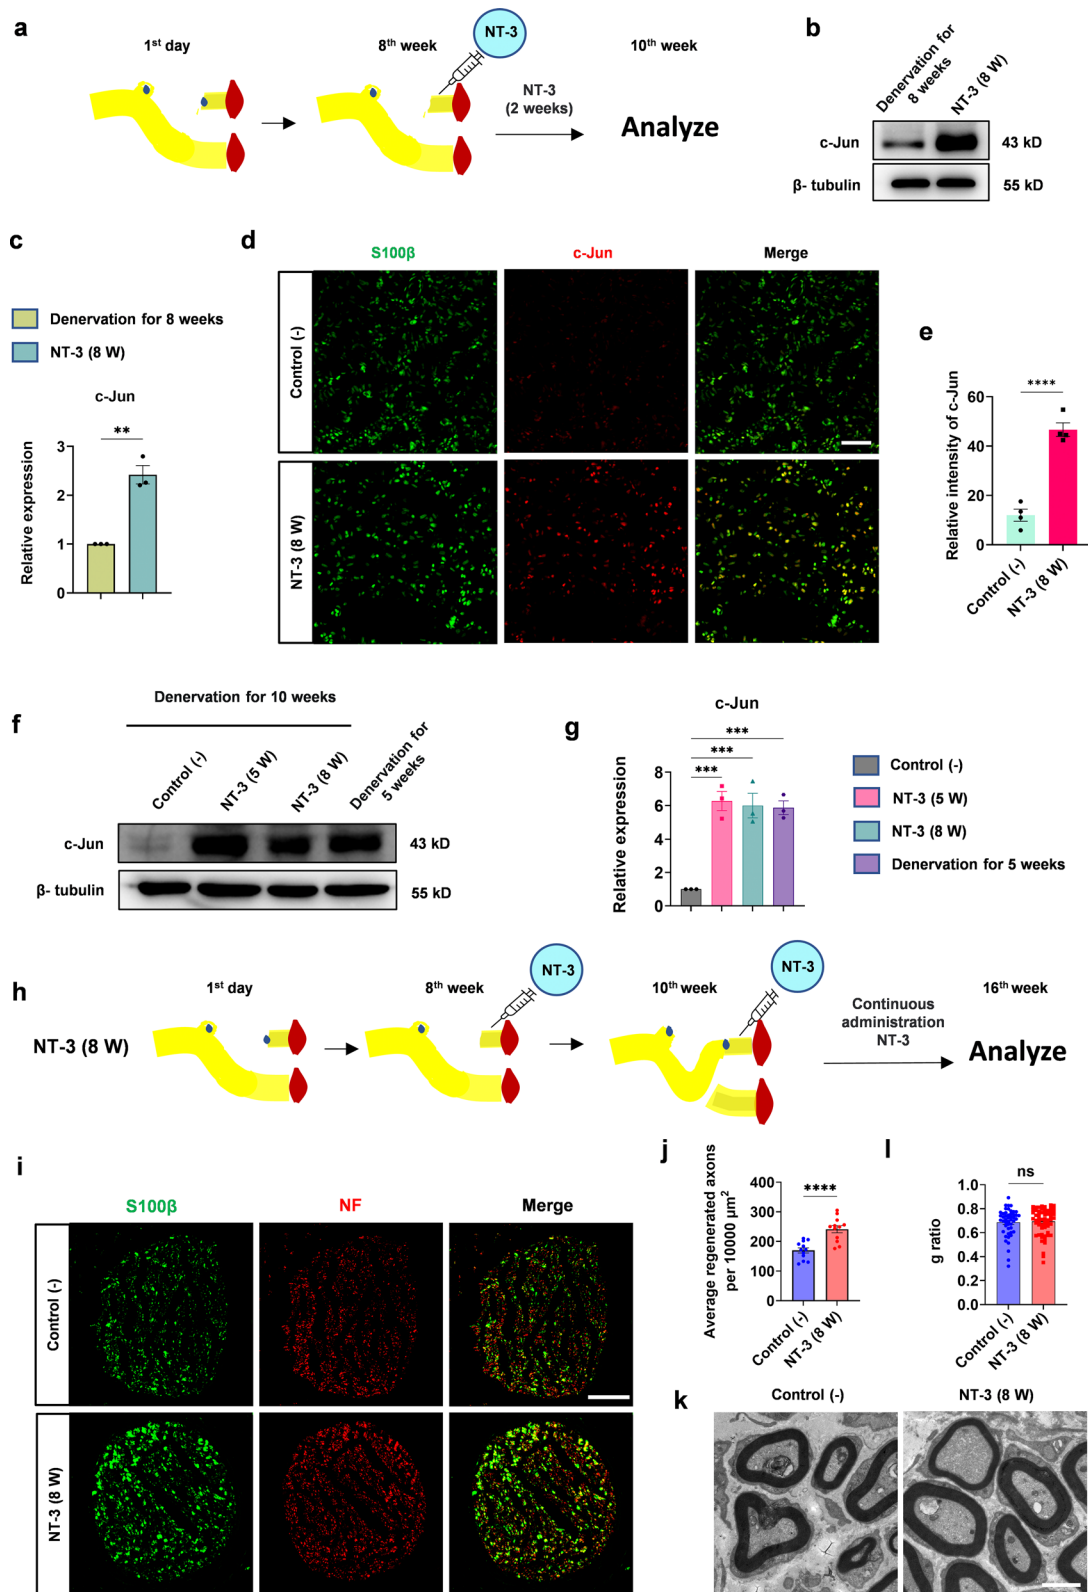 a
1st day
8th week
NT-3
10th week
NT-3
(2 weeks)
Analyze
b
Denervation for
8 weeks
NT-3 (8 W)
c-Jun
43 kD
β- tubulin
55 kD
c
Denervation for 8 weeks
NT-3 (8 W)
c-Jun
**
Relative expression
3
2
1
0
d
S100β
c-Jun
Merge
Control (-)
NT-3 (8 W)
e
Relative intensity of c-Jun
****
60
40
20
0
Control (-)
NT-3 (8 W)
f
Denervation for 10 weeks
Control (-)
NT-3 (5 W)
NT-3 (8 W)
Denervation for
5 weeks
c-Jun
43 kD
β- tubulin
55 kD
g
c-Jun
***
***
***
Relative expression
8
6
4
2
0
Control (-)
NT-3 (5 W)
NT-3 (8 W)
Denervation for 5 weeks
h
NT-3 (8 W)
1st day
8th week
NT-3
10th week
NT-3
Continuous
administration
NT-3
16th week
Analyze
i
S100β
NF
Merge
Control (-)
NT-3 (8 W)
j
Average regenerated axons
per 10000 μm²
****
400
300
200
100
0
Control (-)
NT-3 (8 W)
l
ns
g ratio
1.0
0.8
0.6
0.4
0.2
0.0
Control (-)
NT-3 (8 W)
k
Control (-)
NT-3 (8 W)